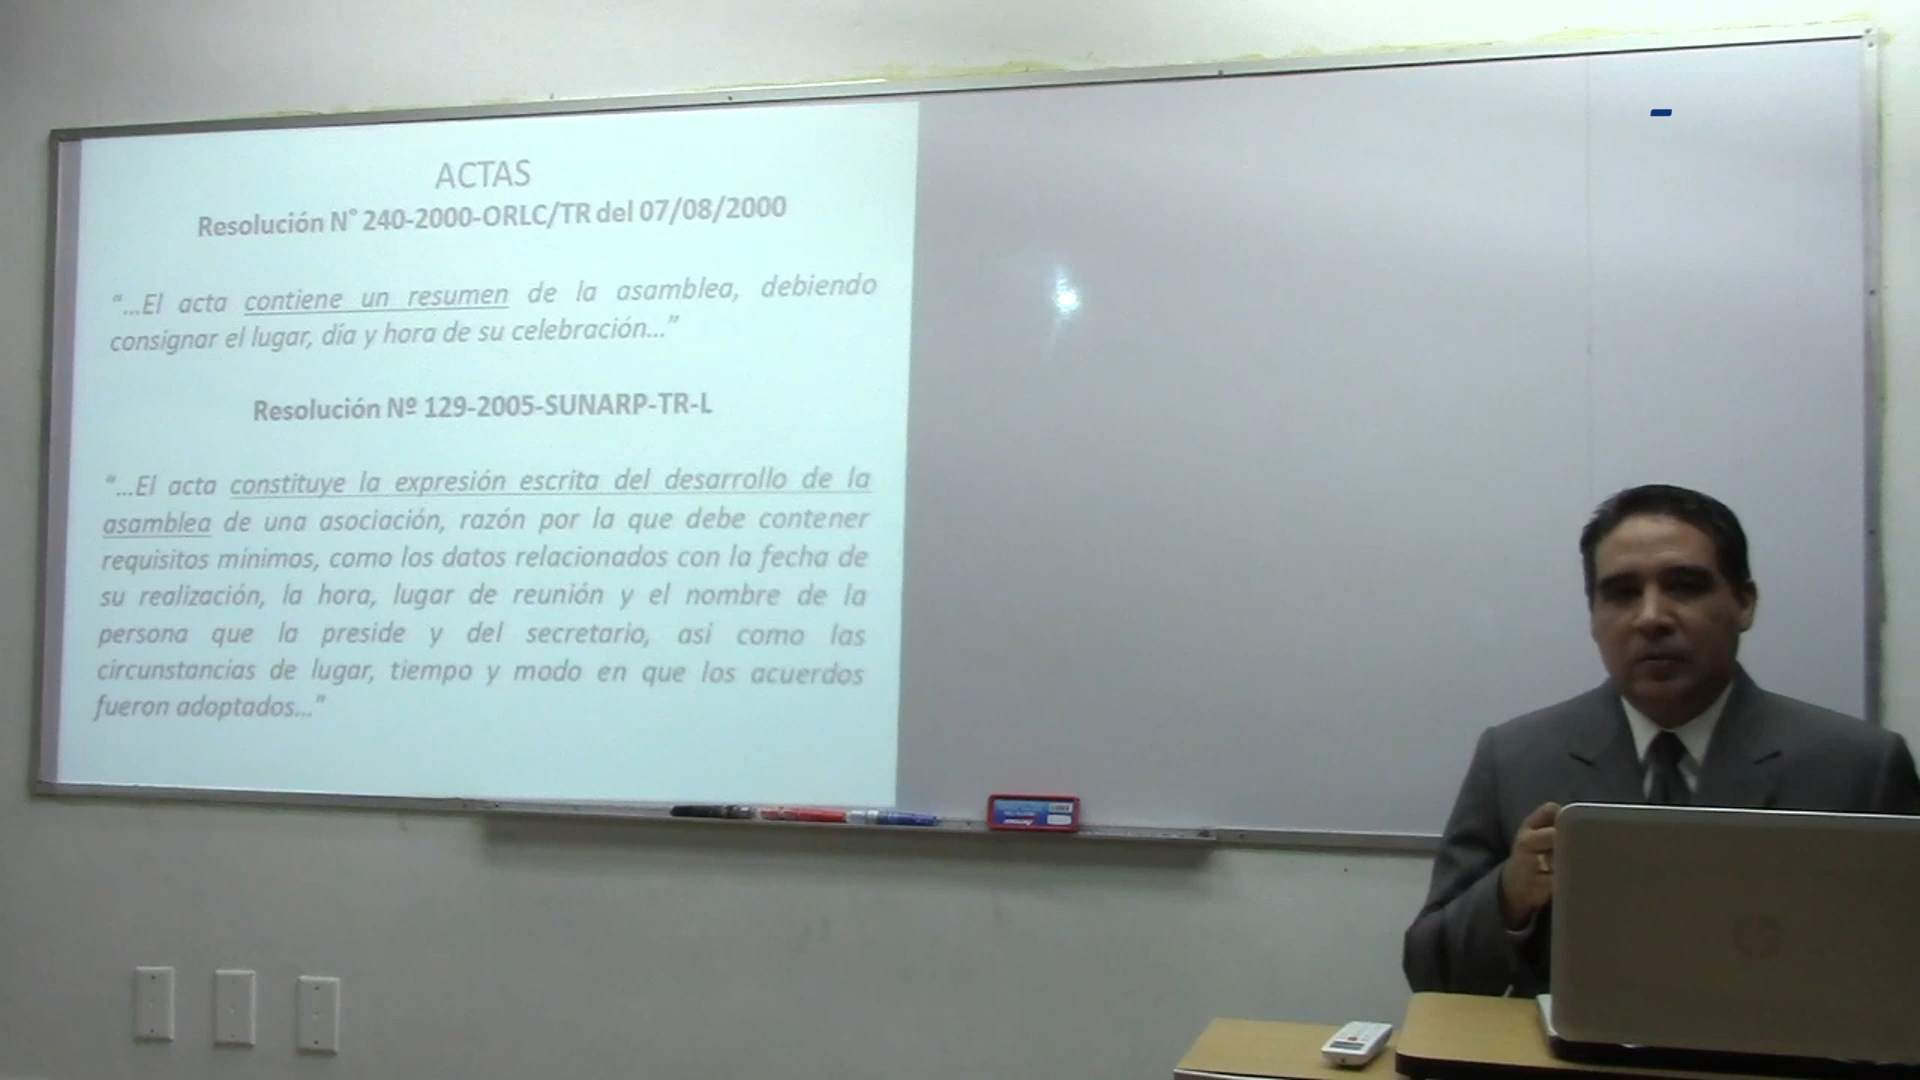 ACTAS
Resolución N° 240-2000-ORLC/TR del 07/08/2000
“...El acta contiene un resumen de la asamblea, debiendo
consignar el lugar, día y hora de su celebración...”
Resolución Nº 129-2005-SUNARP-TR-L
“...El acta constituye la expresión escrita del desarrollo de la
asamblea de una asociación, razón por la que debe contener
requisitos mínimos, como los datos relacionados con la fecha de
su realización, la hora, lugar de reunión y el nombre de la
persona que la preside y del secretario, así como las
circunstancias de lugar, tiempo y modo en que los acuerdos
fueron adoptados...”